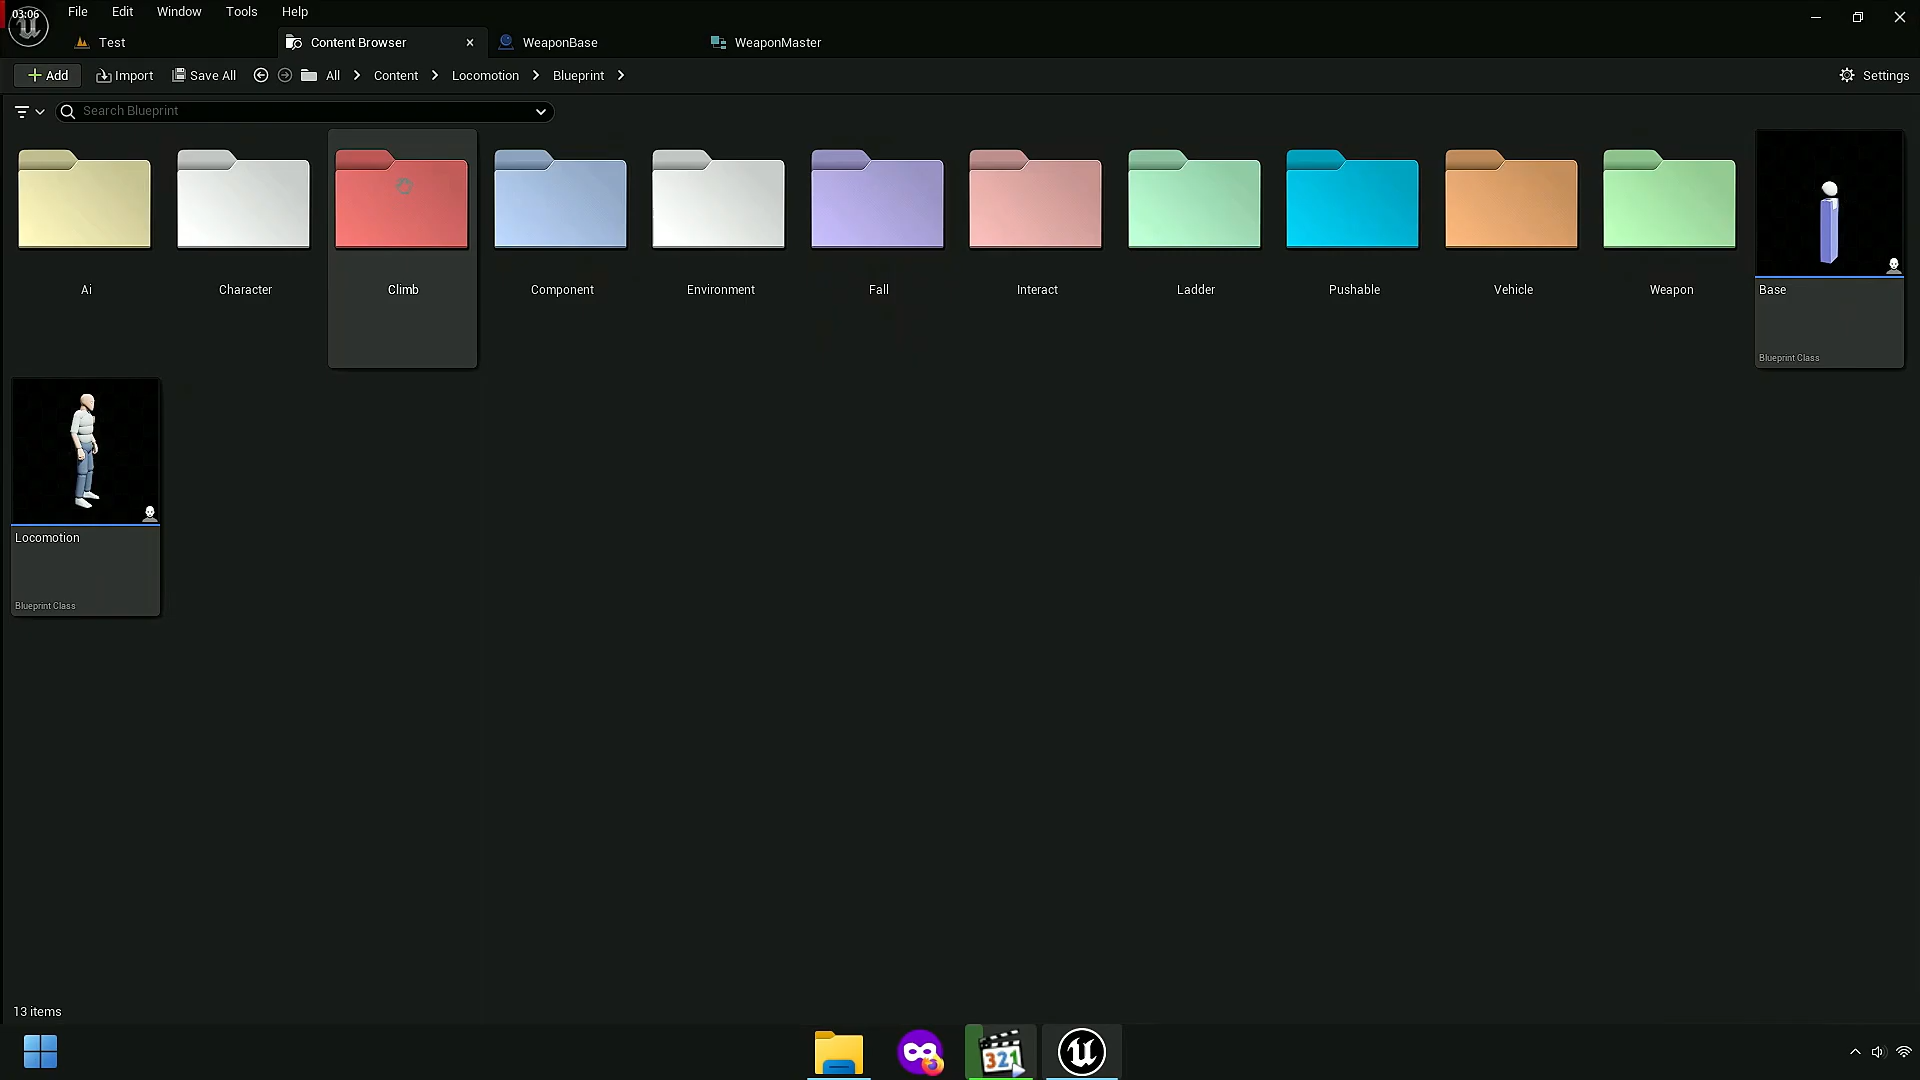 03:06
File Edit Window Tools Help
Test Content Browser WeaponBase WeaponMaster
Add Import Save All All Content Locomotion Blueprint Settings
Search Blueprint
Ai Character Climb Component Environment Fall Interact Ladder Pushable Vehicle Weapon Base
Blueprint Class
Locomotion
Blueprint Class
13 items
321